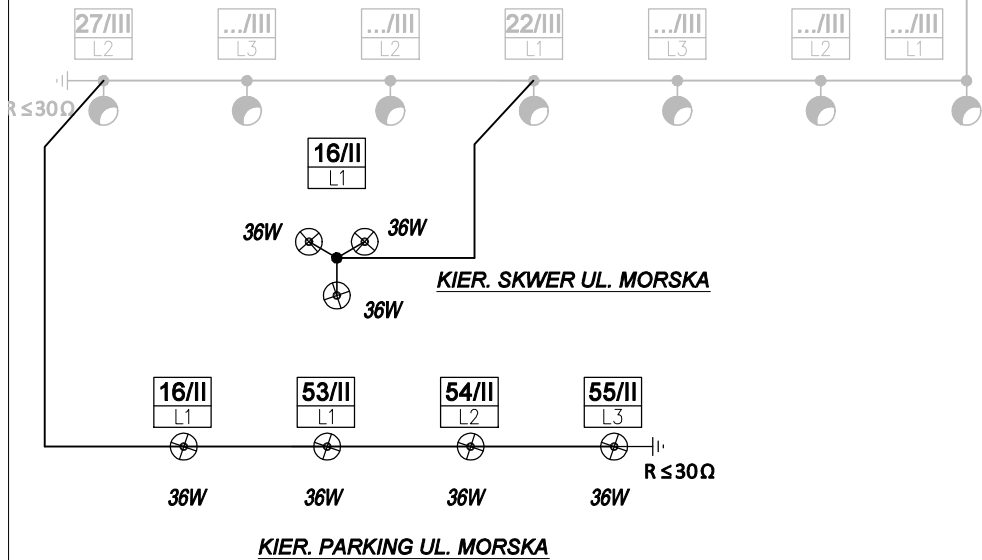 27/III
L2
.../III
L3
.../III
L2
22/III
L1
.../III
L3
.../III
L2
.../III
L1
R≤30Ω
16/II
L1
36W
36W
36W
KIER. SKWER UL. MORSKA
16/II
L1
53/II
L1
54/II
L2
55/II
L3
R≤30Ω
36W
36W
36W
36W
KIER. PARKING UL. MORSKA